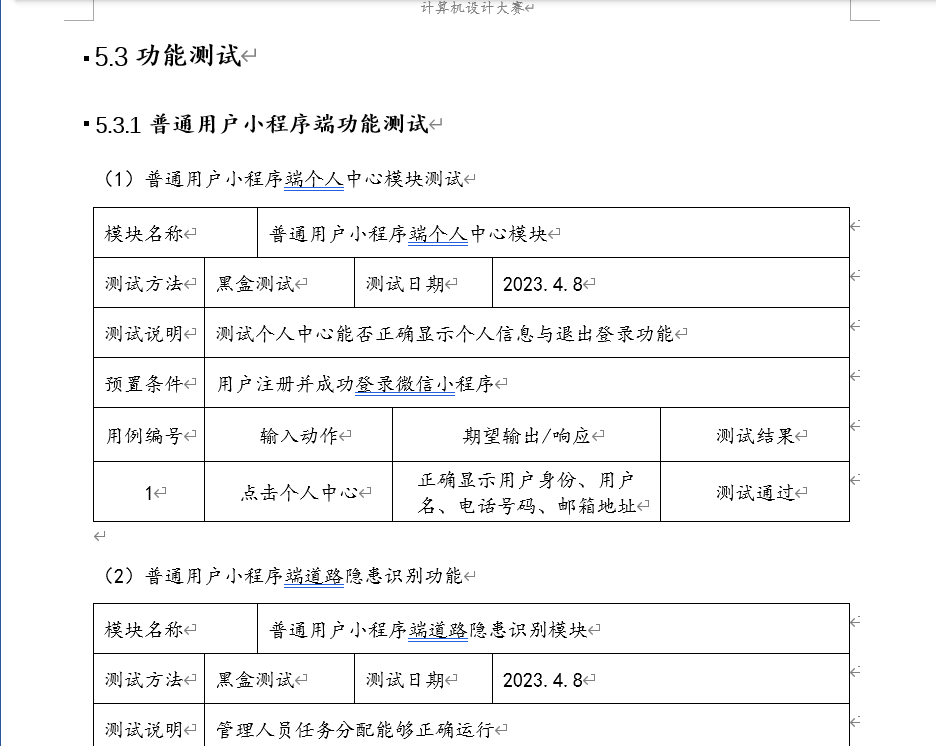 计算机设计大赛
5.3 功能测试
5.3.1 普通用户小程序端功能测试
（1）普通用户小程序端个人中心模块测试
模块名称 普通用户小程序端个人中心模块
测试方法 黑盒测试 测试日期 2023.4.8
测试说明 测试个人中心能否正确显示个人信息与退出登录功能
预置条件 用户注册并成功登录微信小程序
用例编号 输入动作 期望输出/响应 测试结果
1 点击个人中心 正确显示用户身份、用户
名、电话号码、邮箱地址 测试通过
（2）普通用户小程序端道路隐患识别功能
模块名称 普通用户小程序端道路隐患识别模块
测试方法 黑盒测试 测试日期 2023.4.8
测试说明 管理人员任务分配能够正确运行